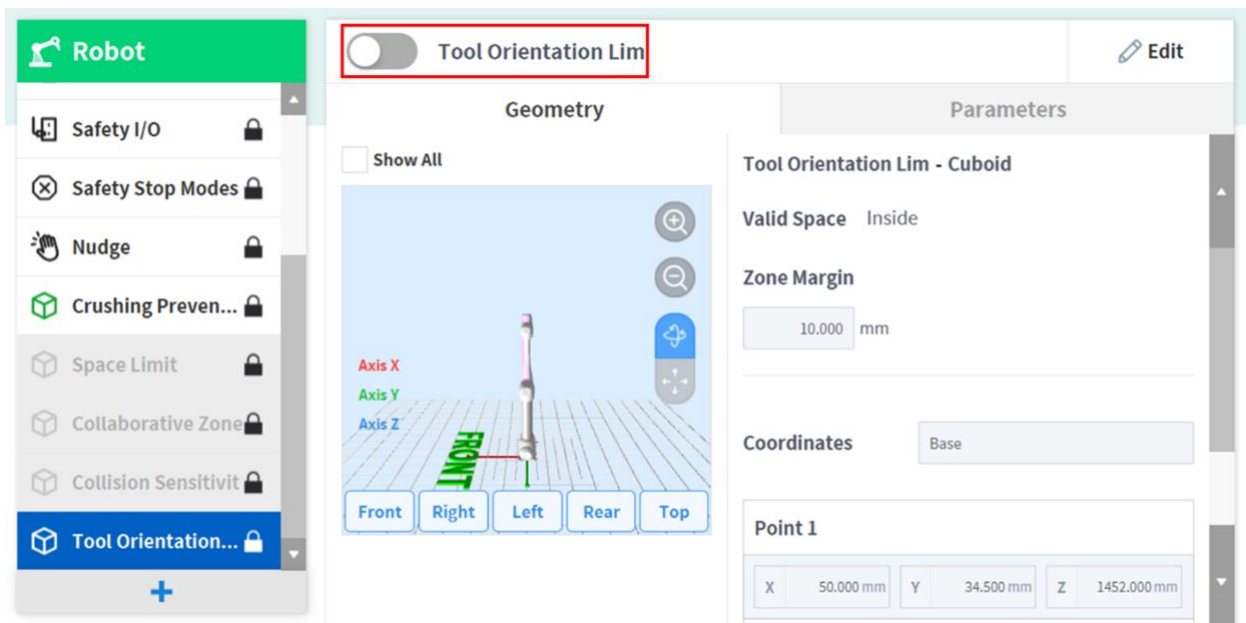 Robot
Safety I/O
Safety Stop Modes
Nudge
Crushing Preven...
Space Limit
Collaborative Zone
Collision Sensitivit
Tool Orientation...
+
Tool Orientation Lim
Edit
Geometry
Parameters
Show All
Axis X
Axis Y
Axis Z
FRONT
Front Right Left Rear Top
Tool Orientation Lim - Cuboid
Valid Space Inside
Zone Margin
10.000 mm
Coordinates Base
Point 1
X 50.000 mm Y 34.500 mm Z 1452.000 mm